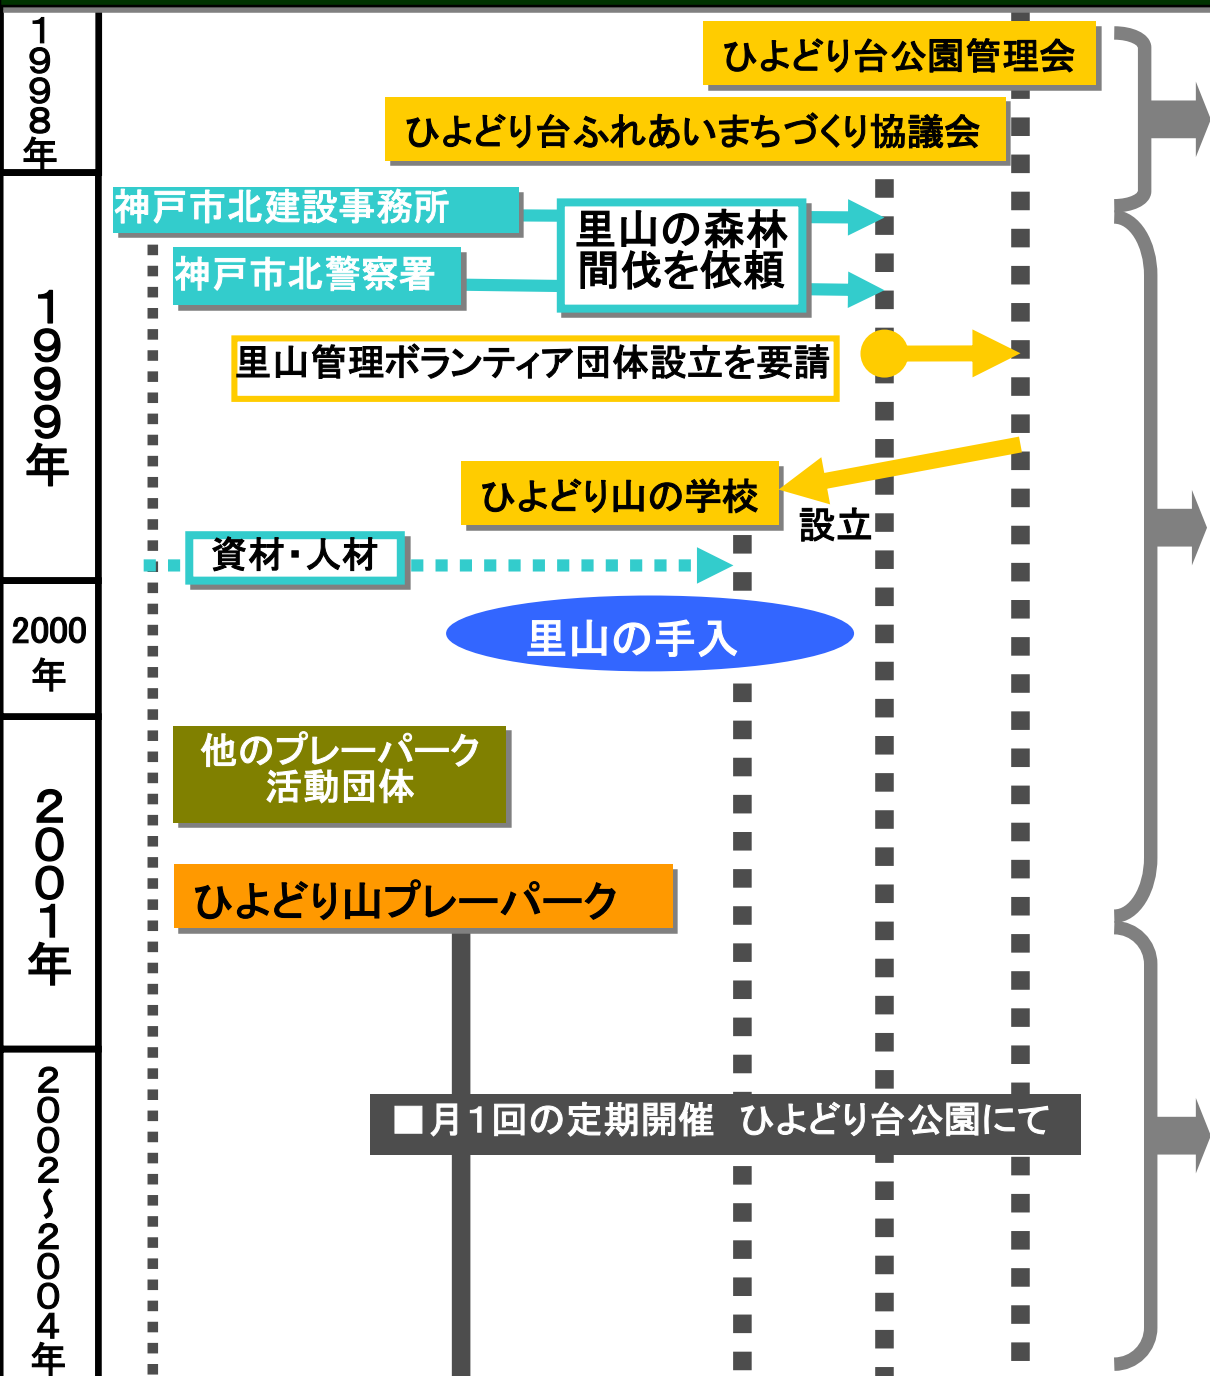 1998年
ひよどり台公園管理会
ひよどり台ふれあいまちづくり協議会
1999年
神戸市北建設事務所
神戸市北警察署
里山の森林
間伐を依頼
里山管理ボランティア団体設立を要請
ひよどり山の学校
設立
資材・人材
2000
年
里山の手入
2001年
他のプレーパーク
活動団体
ひよどり山プレーパーク
2002～2004年
■月1回の定期開催 ひよどり台公園にて